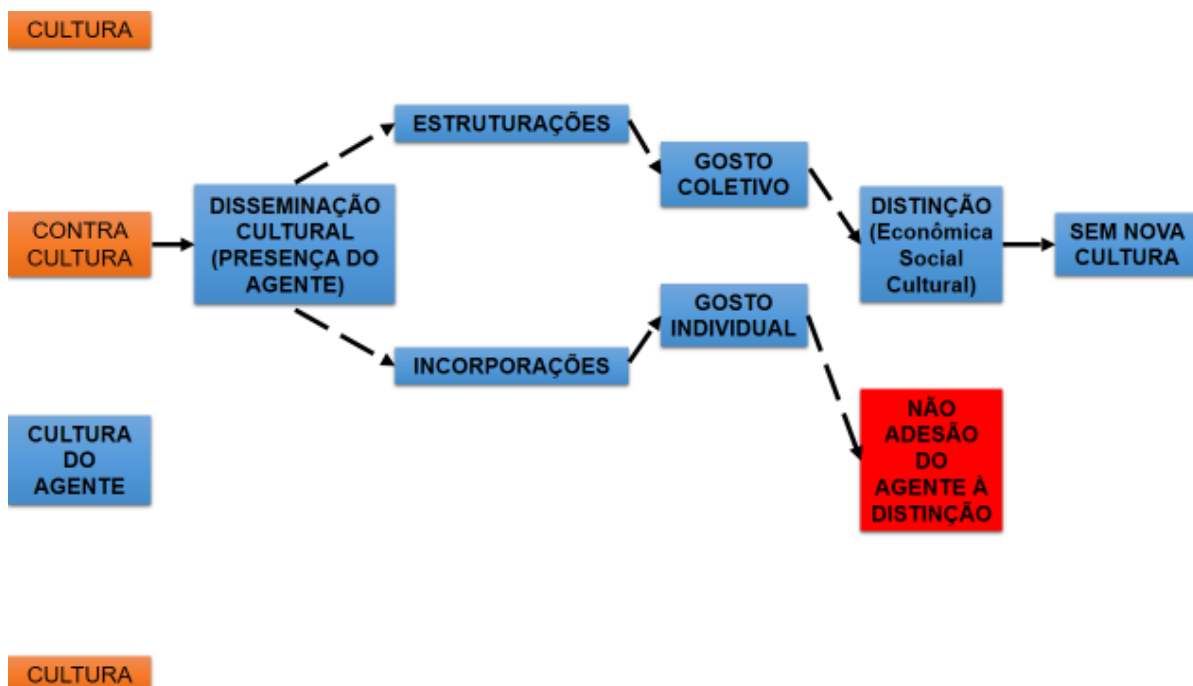 CULTURA
ESTRUTURAÇÕES
GOSTO
COLETIVO
DISSEMINAÇÃO
CULTURAL
(PRESENÇA DO
AGENTE)
CONTRA
CULTURA
DISTINÇÃO
(Econômica
Social
Cultural)
SEM NOVA
CULTURA
GOSTO
INDIVIDUAL
INCORPORAÇÕES
NÃO
ADESÃO
DO
AGENTE À
DISTINÇÃO
CULTURA
DO
AGENTE
CULTURA